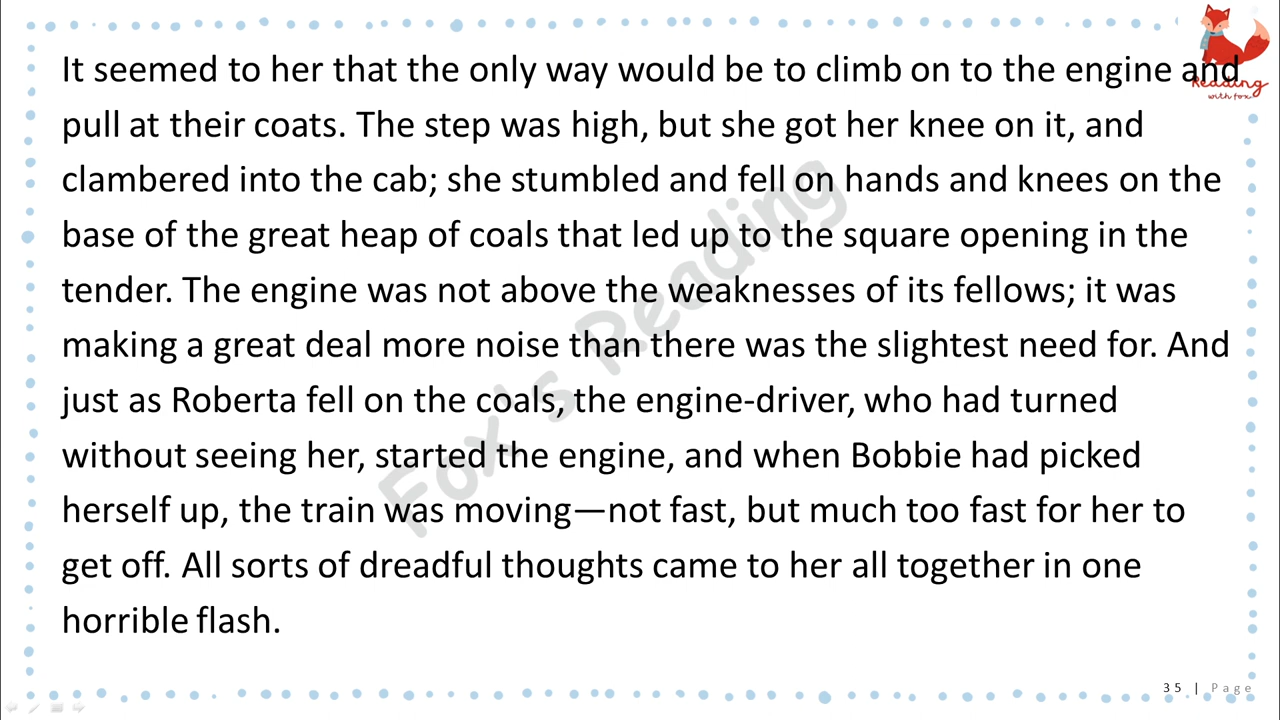 It seemed to her that the only way would be to climb on to the engine and
pull at their coats. The step was high, but she got her knee on it, and
clambered into the cab; she stumbled and fell on hands and knees on the
base of the great heap of coals that led up to the square opening in the
tender. The engine was not above the weaknesses of its fellows; it was
making a great deal more noise than there was the slightest need for. And
just as Roberta fell on the coals, the engine-driver, who had turned
without seeing her, started the engine, and when Bobbie had picked
herself up, the train was moving—not fast, but much too fast for her to
get off. All sorts of dreadful thoughts came to her all together in one
horrible flash.
Reading
with fox
Fox's Reading
35 | Page